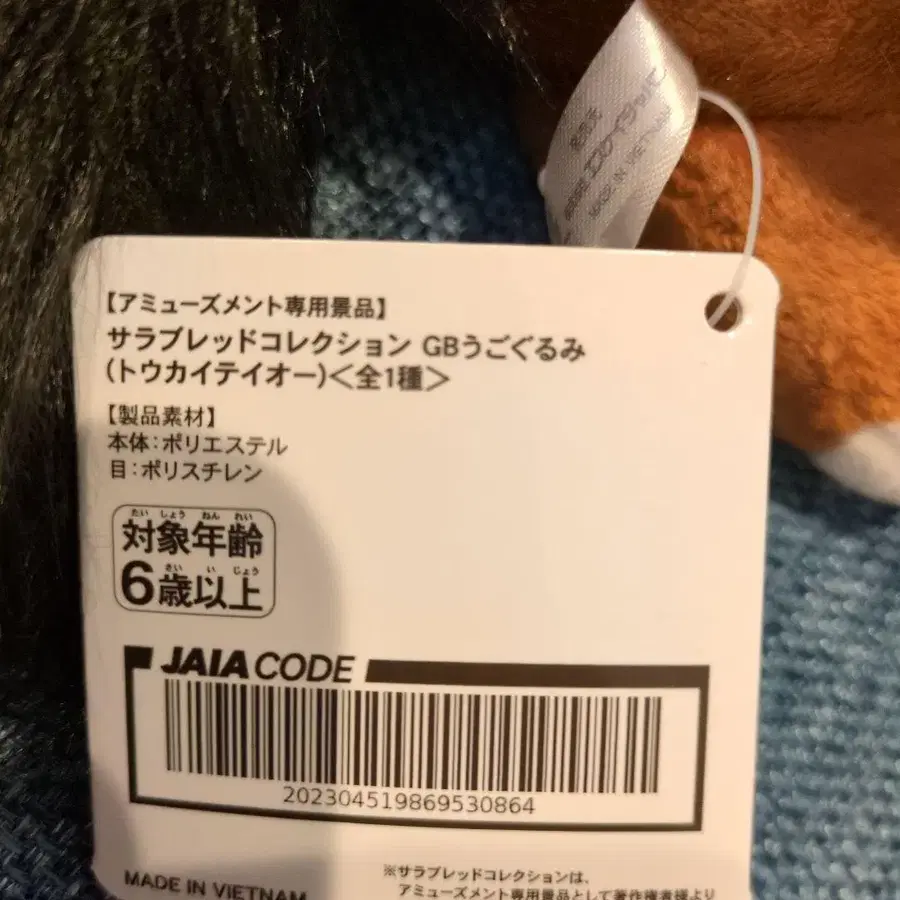 MADE IN VIETNAM
【アミューズメント専用景品】
サラブレッドコレクション GBうごぐるみ
(トウカイテイオー)<全1種>
【製品素材】
本体:ポリエステル
目:ポリスチレン
たい しょう ねん れい
対象年齢
さい い じょう
6歳以上
JAIA CODE
202304519869530864
MADE IN VIETNAM
※サラブレッドコレクションは、
アミューズメント専用景品として著作権者様より